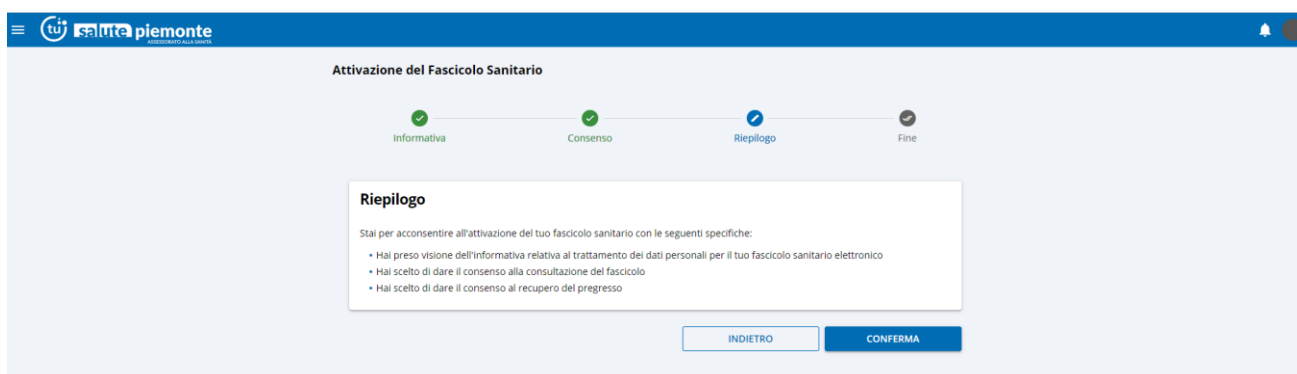 tu salute piemonte
ASSESSORATO ALLA SANITÀ
Attivazione del Fascicolo Sanitario
Informativa Consenso Riepilogo Fine
Riepilogo
Stai per acconsentire all'attivazione del tuo fascicolo sanitario con le seguenti specifiche:
• Hai preso visione dell'informativa relativa al trattamento dei dati personali per il tuo fascicolo sanitario elettronico
• Hai scelto di dare il consenso alla consultazione del fascicolo
• Hai scelto di dare il consenso al recupero del pregresso
INDIETRO CONFERMA